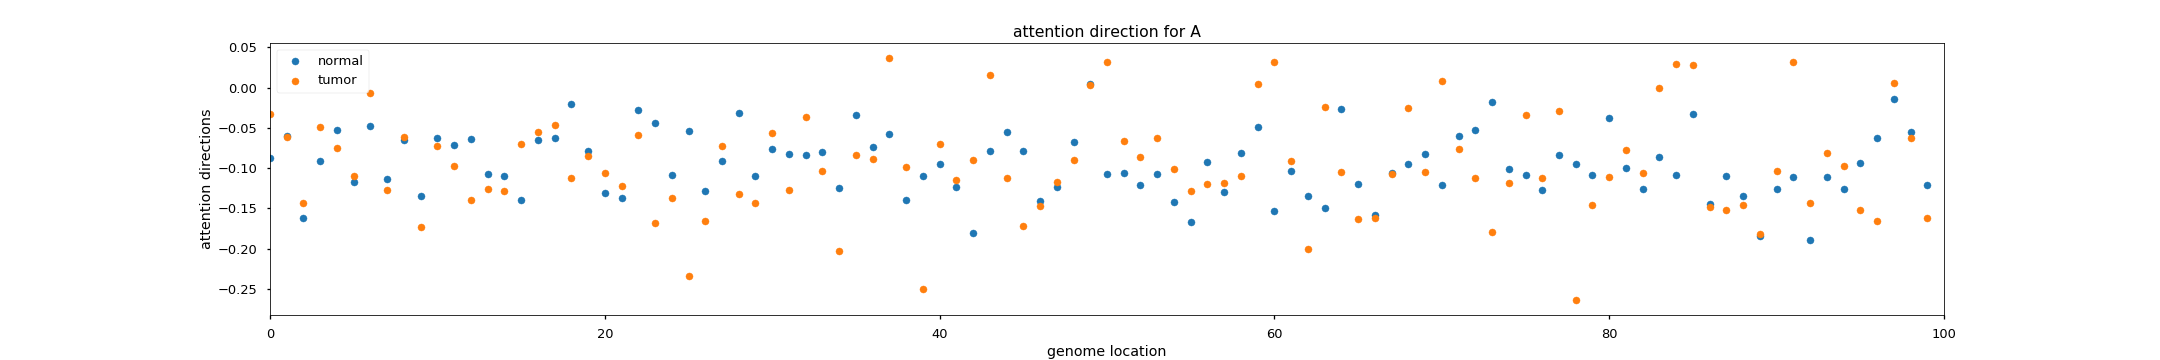 attention direction for A
normal
tumor
attention directions
0.05
0.00
−0.05
−0.10
−0.15
−0.20
−0.25
0 20 40 60 80 100
genome location